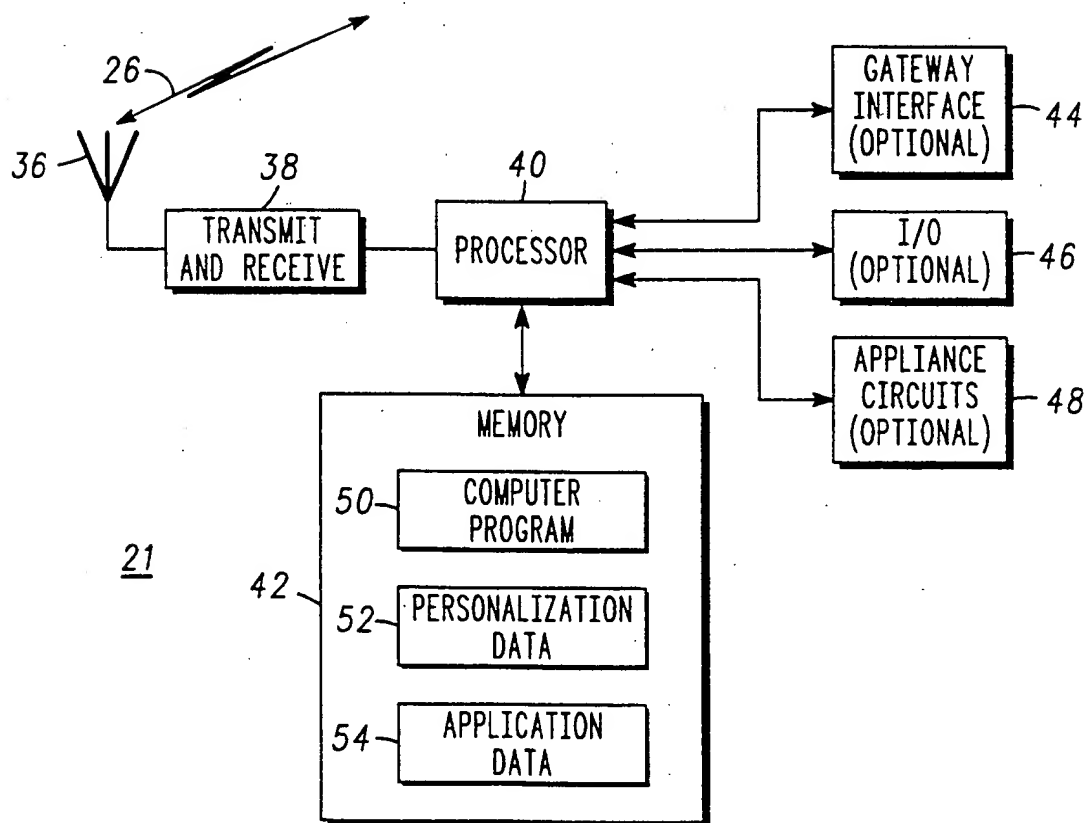 26
36
38
TRANSMIT
AND RECEIVE
40
PROCESSOR
GATEWAY
INTERFACE
(OPTIONAL)
44
I/O
(OPTIONAL)
46
APPLIANCE
CIRCUITS
(OPTIONAL)
48
MEMORY
50
COMPUTER
PROGRAM
21
42
52
PERSONALIZATION
DATA
54
APPLICATION
DATA